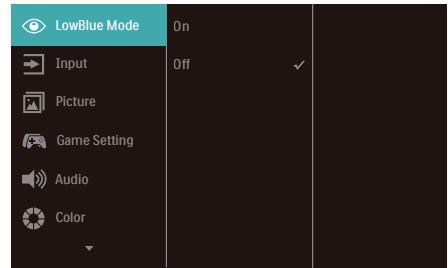 LowBlue Mode
On
Input
Off
Picture
Game Setting
Audio
Color